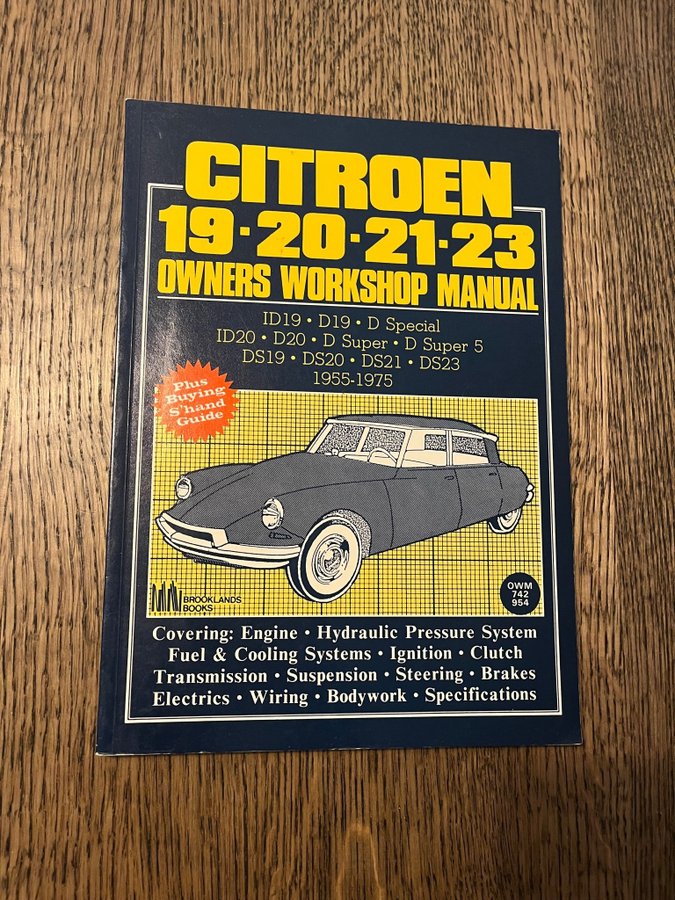 CITROEN
19·20·21·23
OWNERS WORKSHOP MANUAL
ID19 • D19 • D Special
ID20 • D20 • D Super • D Super 5
DS19 • DS20 • DS21 • DS23
1955-1975
Plus
Buying
S'hand
Guide
BROOKLANDS
BOOKS
OWM
742
954
Covering: Engine • Hydraulic Pressure System
Fuel & Cooling Systems • Ignition • Clutch
Transmission • Suspension • Steering • Brakes
Electrics • Wiring • Bodywork • Specifications